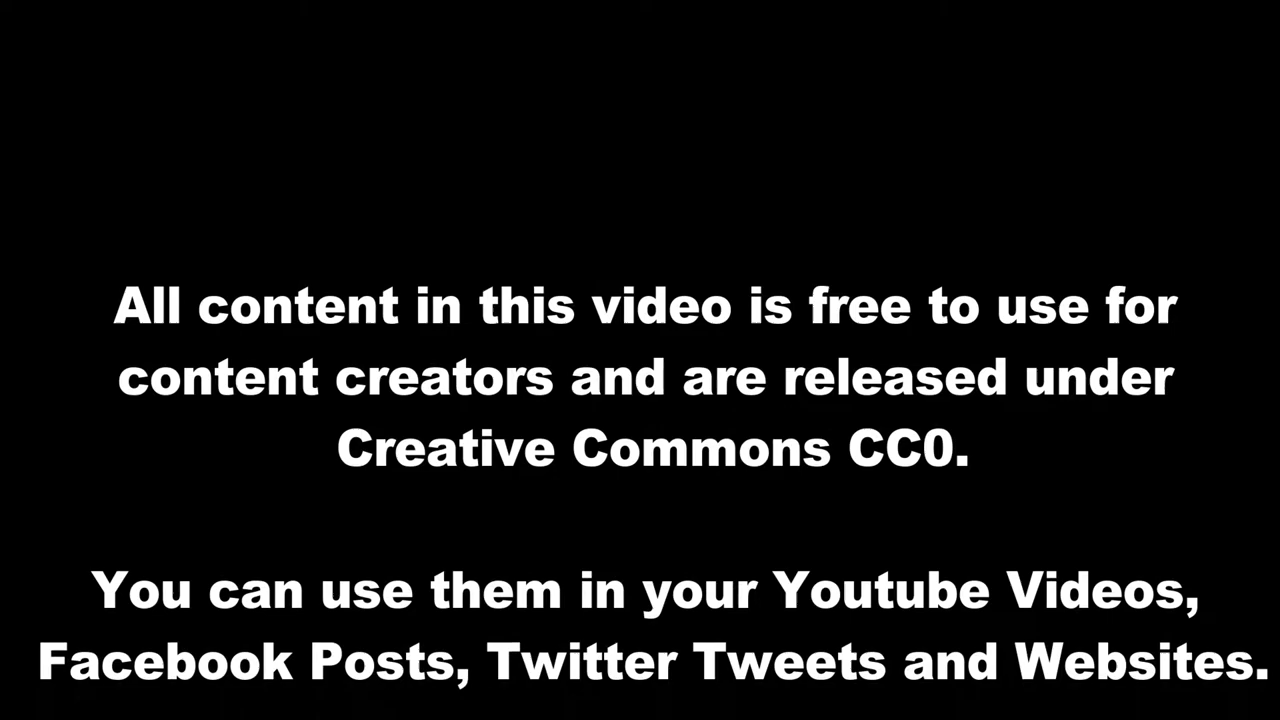 All content in this video is free to use for
content creators and are released under
Creative Commons CC0.
You can use them in your Youtube Videos,
Facebook Posts, Twitter Tweets and Websites.